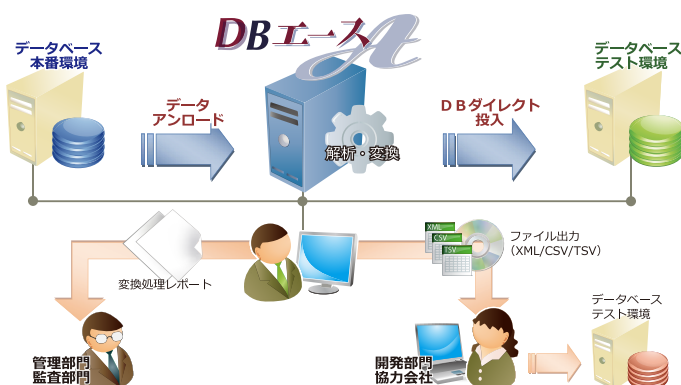 DBエースA
データベース
本番環境
データ
アンロード
解析・変換
DBダイレクト
投入
データベース
テスト環境
変換処理レポート
XML
CSV
TSV
ファイル出力
(XML/CSV/TSV)
管理部門
監査部門
開発部門
協力会社
データベース
テスト環境